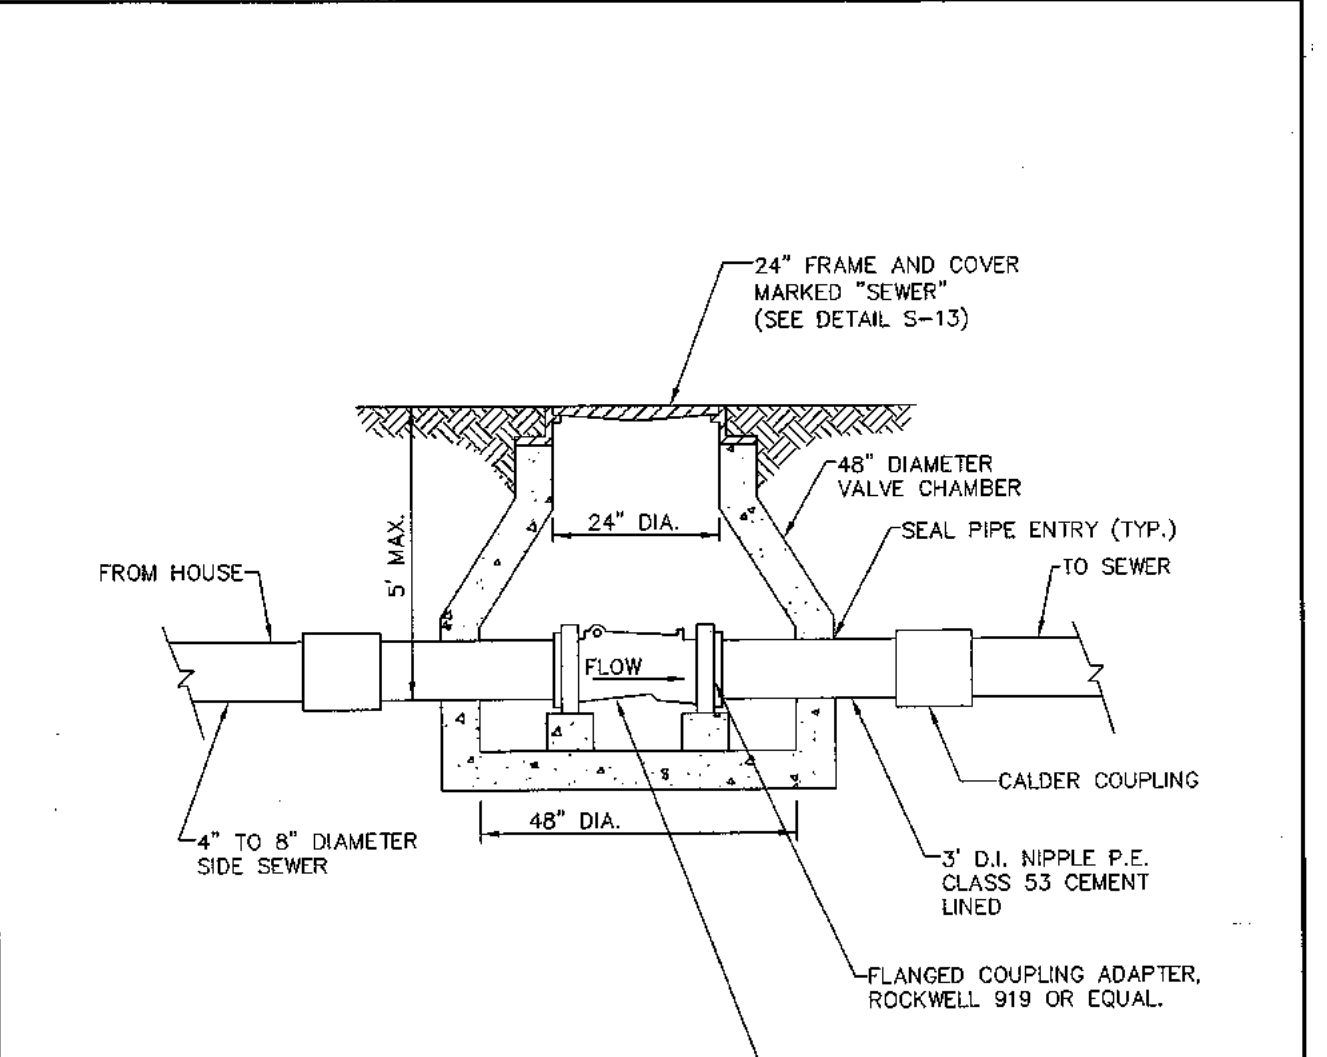 24" FRAME AND COVER
MARKED "SEWER"
(SEE DETAIL S-13)
48" DIAMETER
VALVE CHAMBER
24" DIA.
SEAL PIPE ENTRY (TYP.)
5' MAX.
FROM HOUSE
TO SEWER
FLOW
CALDER COUPLING
48" DIA.
4" TO 8" DIAMETER
SIDE SEWER
3' D.I. NIPPLE P.E.
CLASS 53 CEMENT
LINED
FLANGED COUPLING ADAPTER,
ROCKWELL 919 OR EQUAL.